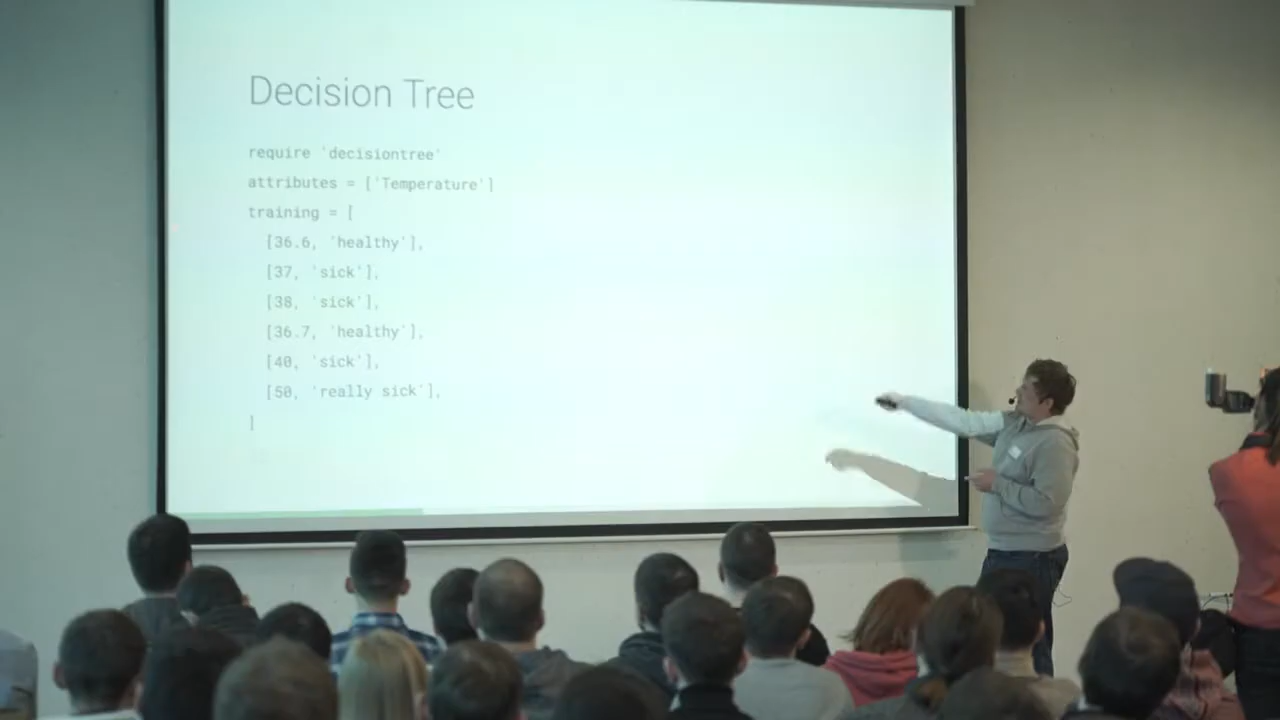 Decision Tree
require 'decisiontree'
attributes = ['Temperature']
training = [
[36.6, 'healthy'],
[37, 'sick'],
[38, 'sick'],
[36.7, 'healthy'],
[40, 'sick'],
[50, 'really sick'],
]